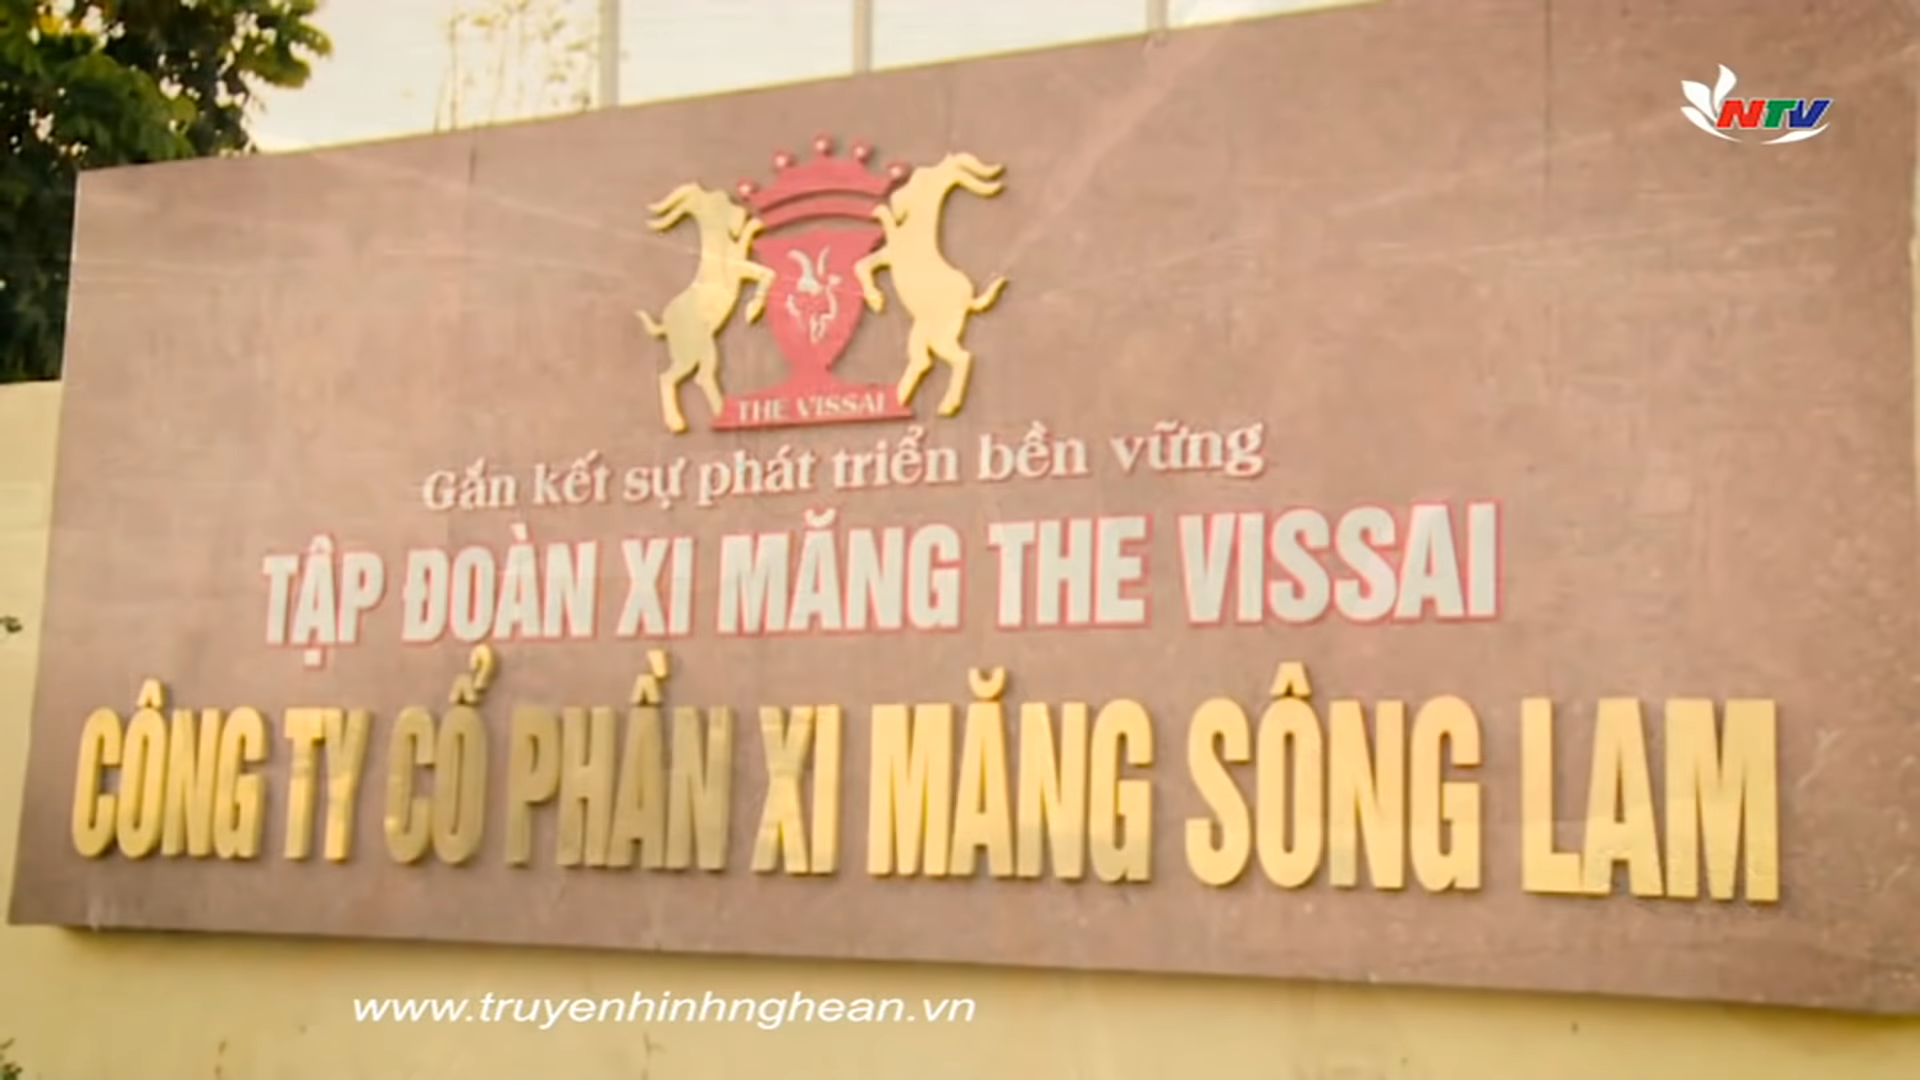 NTV
THE VISSAI
Gắn kết sự phát triển bền vững
TẬP ĐOÀN XI MĂNG THE VISSAI
CÔNG TY CỔ PHẦN XI MĂNG SÔNG LAM
www.truyenhinhnghean.vn